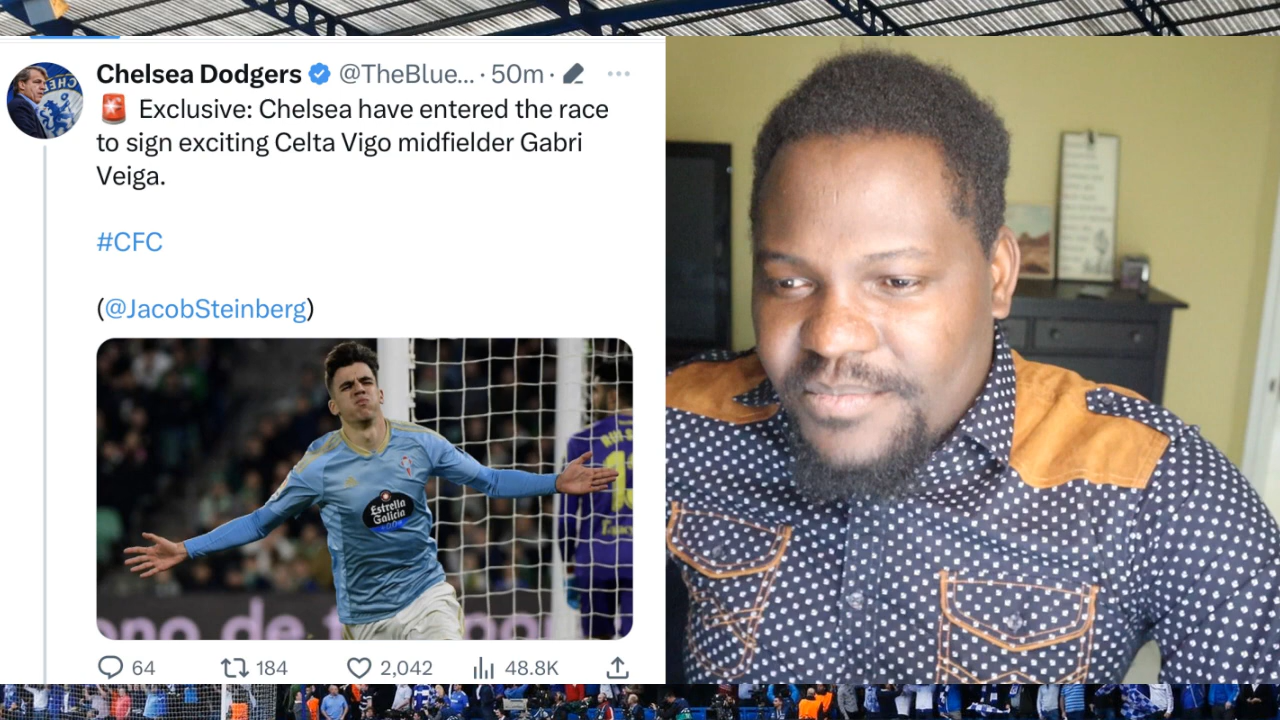 Chelsea Dodgers @TheBlue... · 50m ·
🚨 Exclusive: Chelsea have entered the race
to sign exciting Celta Vigo midfielder Gabri
Veiga.
#CFC
(@JacobSteinberg)
Estrella
Galicia
64 184 2,042 48.8K